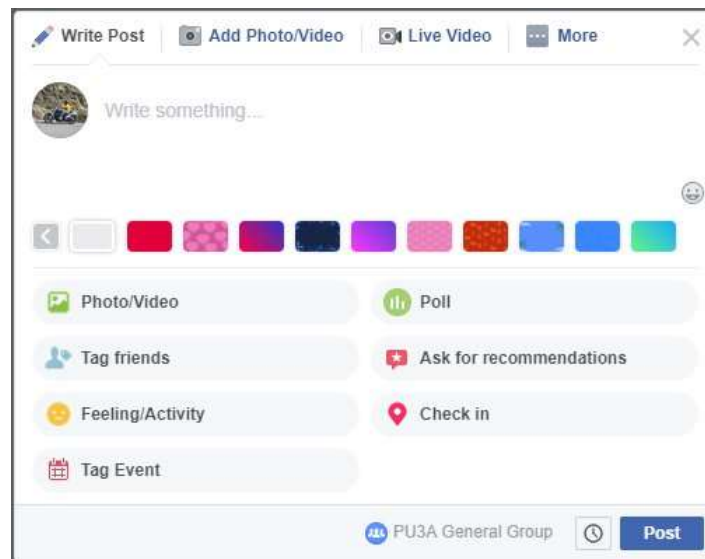 Write Post Add Photo/Video Live Video More
Write something...
Photo/Video Poll
Tag friends Ask for recommendations
Feeling/Activity Check in
Tag Event
PU3A General Group Post